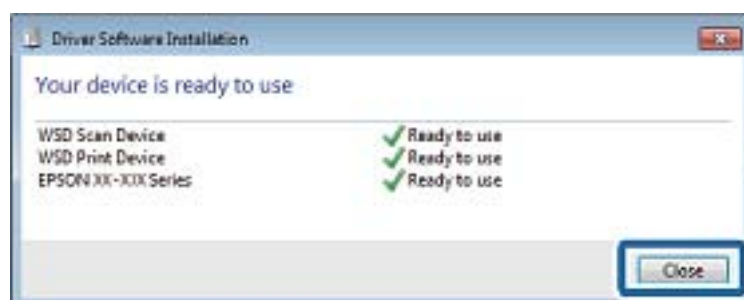 Driver Software Installation
Your device is ready to use
WSD Scan Device Ready to use
WSD Print Device Ready to use
EPSON XX-XXX Series Ready to use
Close